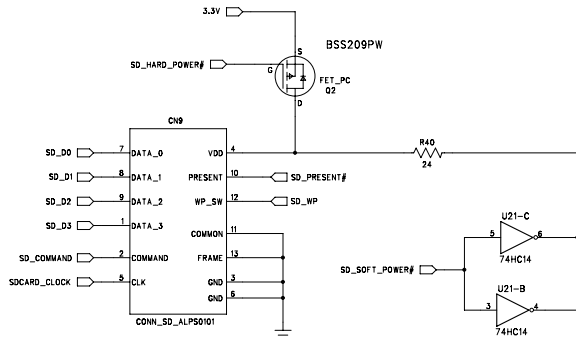 3.3V
BSS209PW
S
SD_HARD_POWER#
G
FET_PC
Q2
D
CN9
R40
24
SD_D0 7 DATA_0 VDD 4
SD_D1 8 DATA_1 PRESENT 10 SD_PRESENT#
SD_D2 9 DATA_2 WP_SW 12 SD_WP
SD_D3 1 DATA_3
COMMON 11
SD_COMMAND 2 COMMAND FRAME 13
SDCARD_CLOCK 5 CLK GND 3
GND 6
CONN_SD_ALPS0101
U21-C
5 6
74HC14
SD_SOFT_POWER#
U21-B
3 4
74HC14